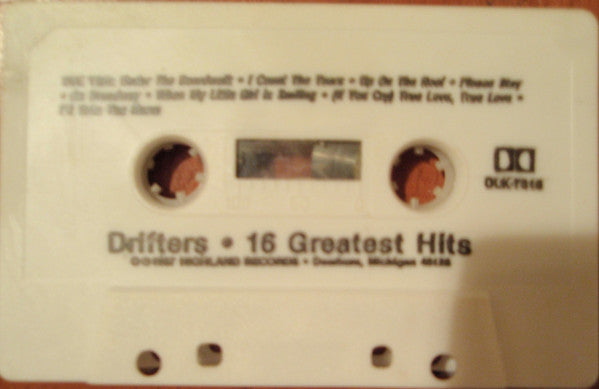 Under The Boardwalk • I Count The Tears • Up On The Roof • Please Stay
• On Broadway • When My Little Girl Is Smiling • (If You Cry) True Love, True Love •
I'll Take You Home
DLK-7018
Drifters • 16 Greatest Hits
©℗1987 HIGHLAND RECORDS • Dearborn, Michigan